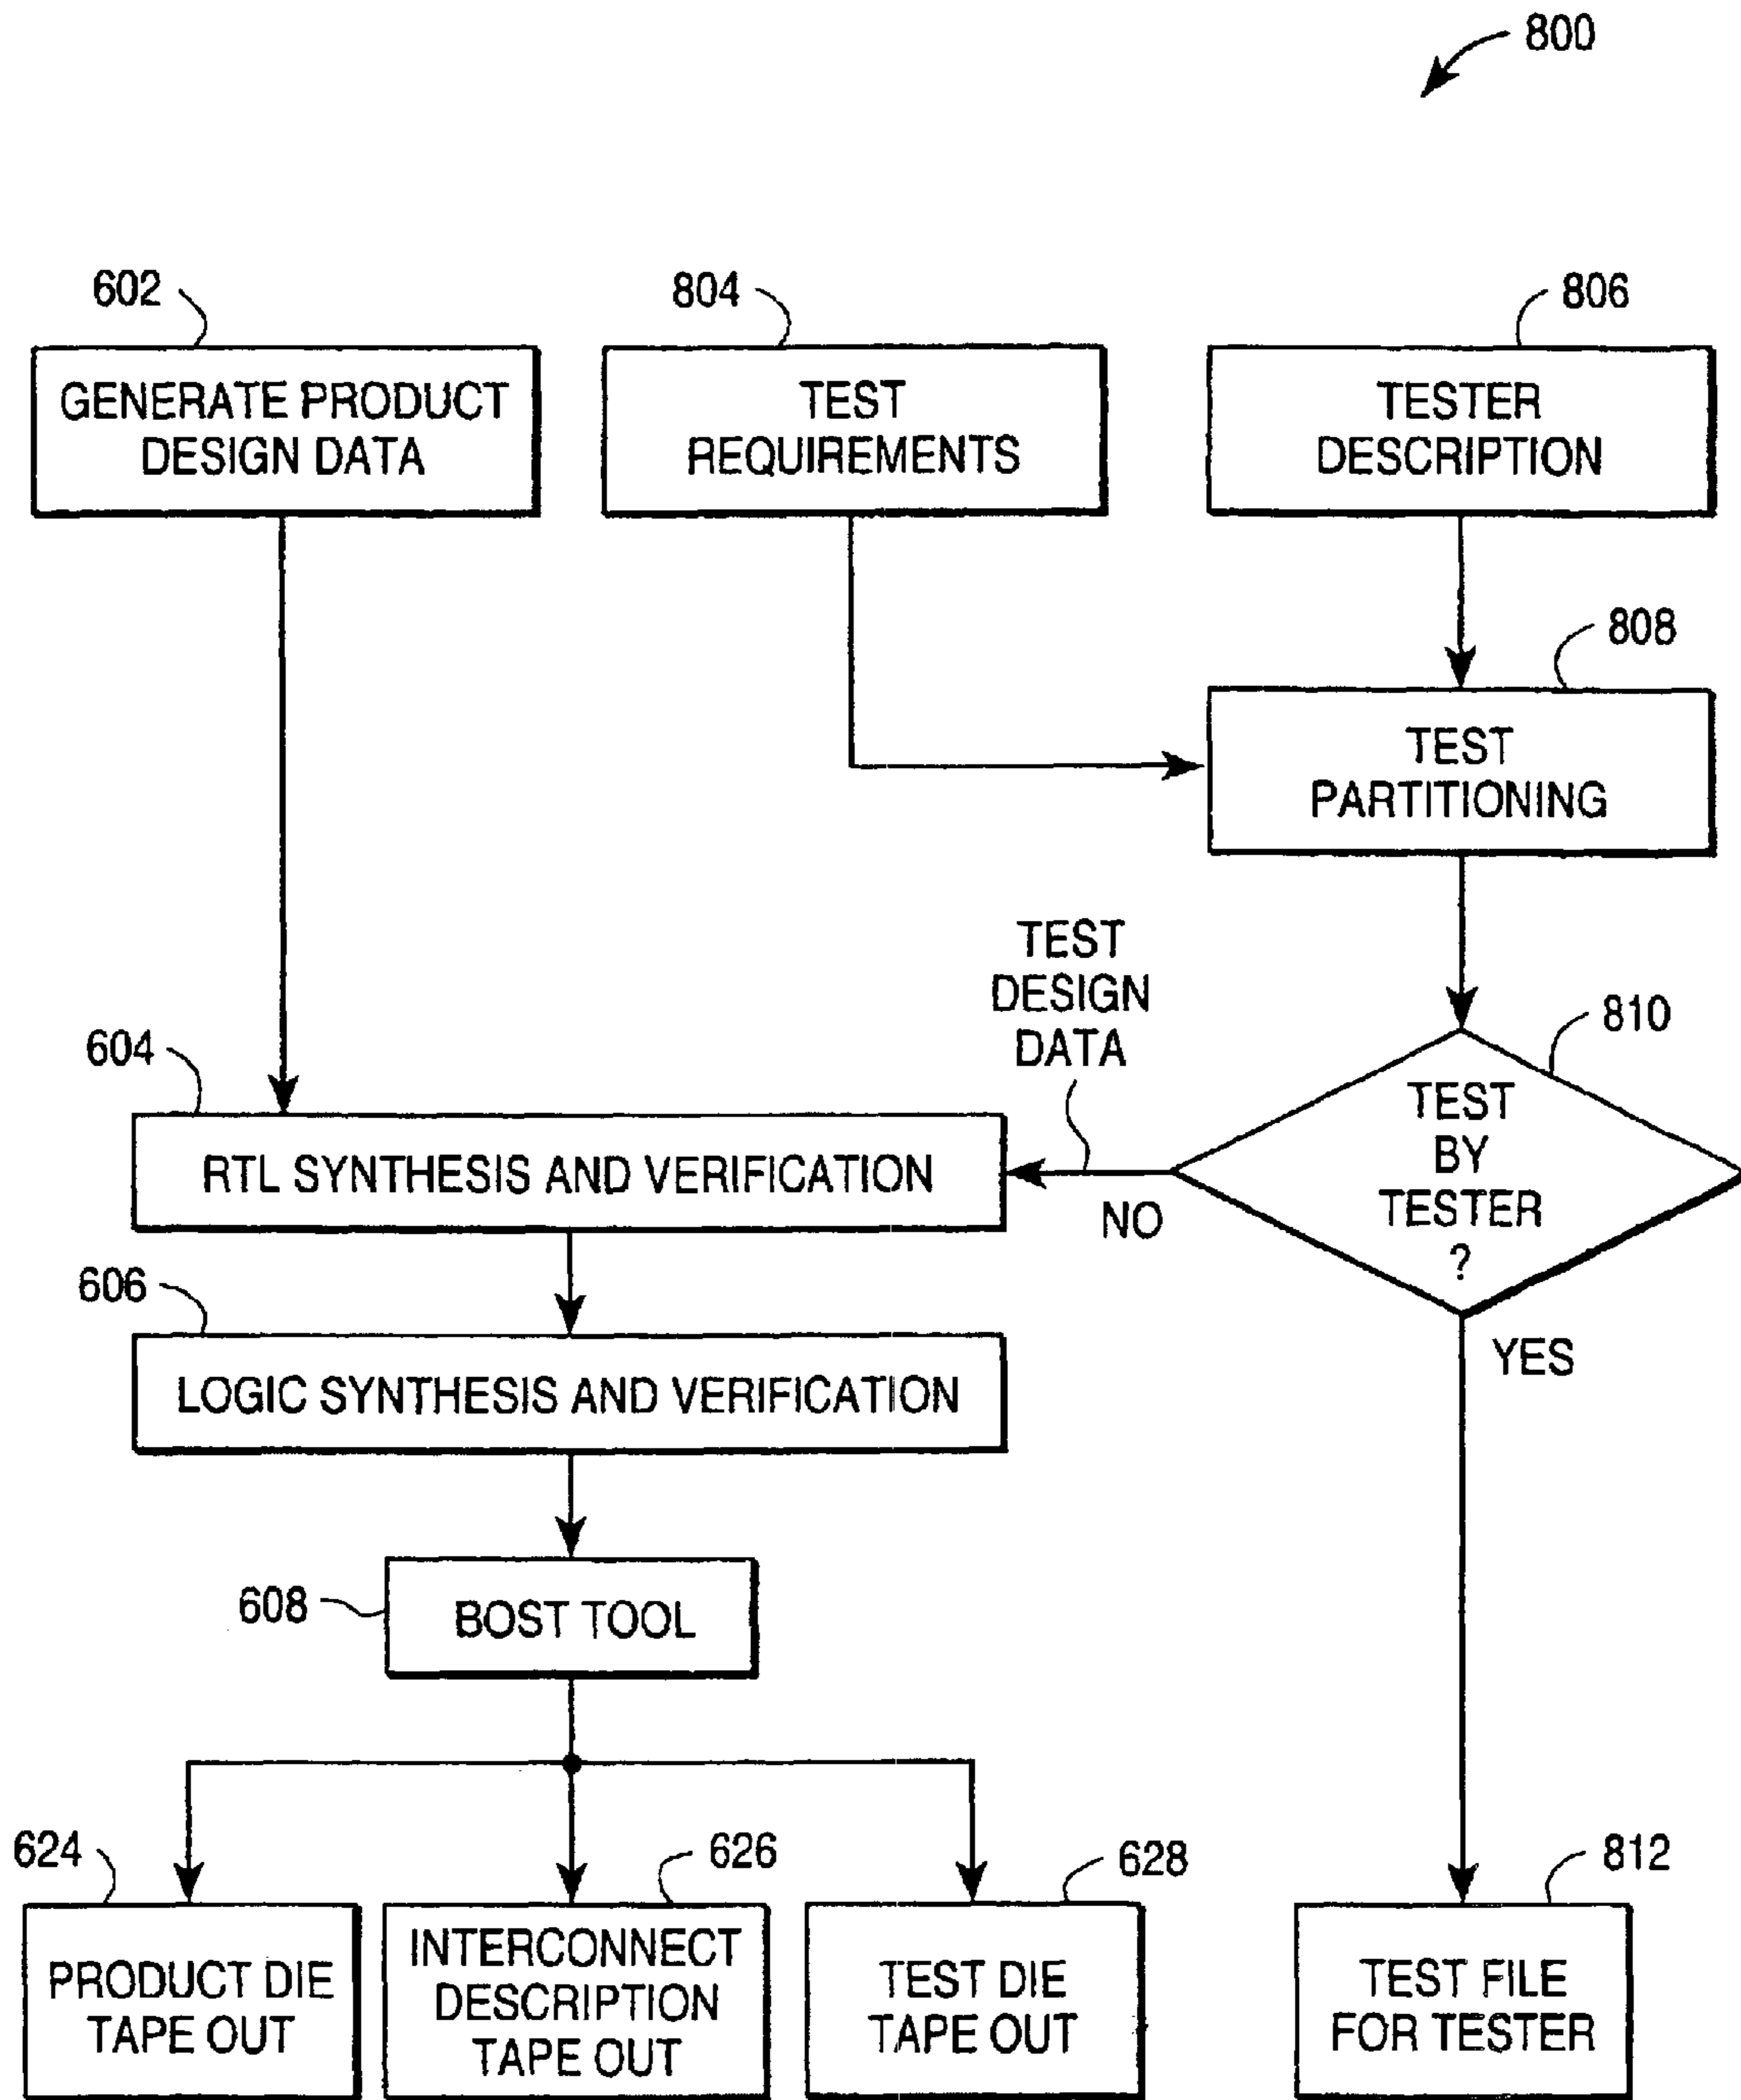 800
602
804
806
GENERATE PRODUCT
DESIGN DATA
TEST
REQUIREMENTS
TESTER
DESCRIPTION
808
TEST
PARTITIONING
TEST
DESIGN
DATA
810
604
RTL SYNTHESIS AND VERIFICATION
NO
TEST
BY
TESTER
?
606
YES
LOGIC SYNTHESIS AND VERIFICATION
608
BOST TOOL
624
626
628
812
PRODUCT DIE
TAPE OUT
INTERCONNECT
DESCRIPTION
TAPE OUT
TEST DIE
TAPE OUT
TEST FILE
FOR TESTER